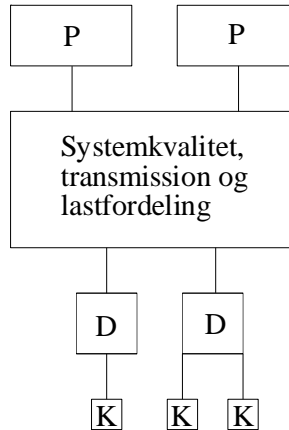 P P
Systemkvalitet,
transmission og
lastfordeling
D D
K K K